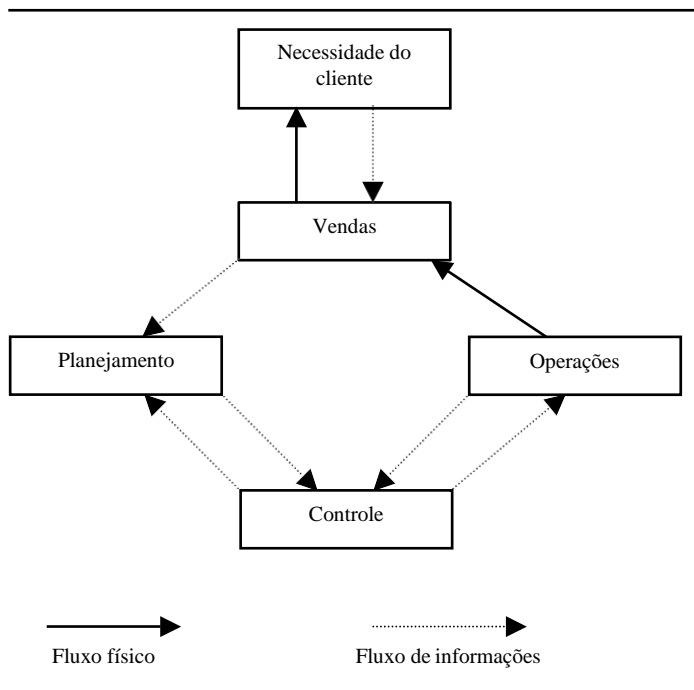 Necessidade do
cliente
Vendas
Planejamento
Operações
Controle
Fluxo físico
Fluxo de informações